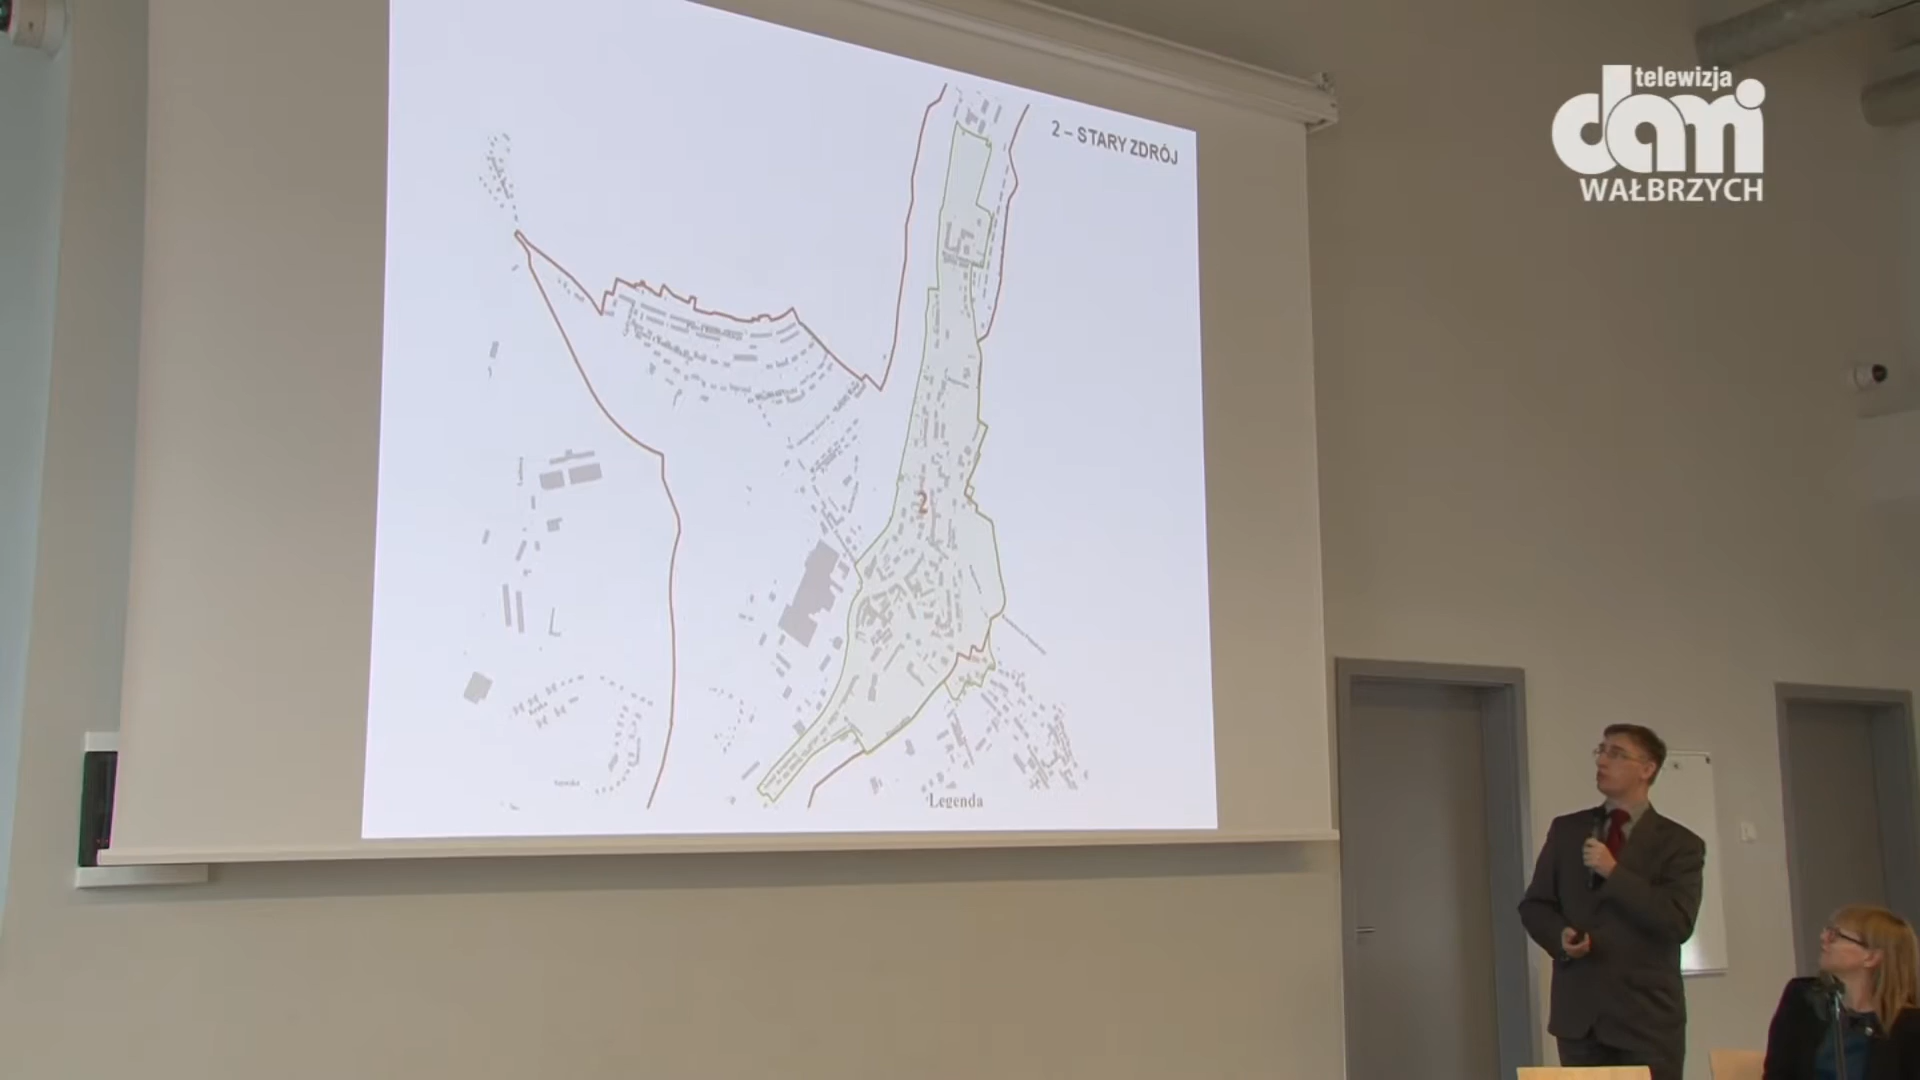 telewizja
dami
WAŁBRZYCH
2 – STARY ZDRÓJ
2
Legenda